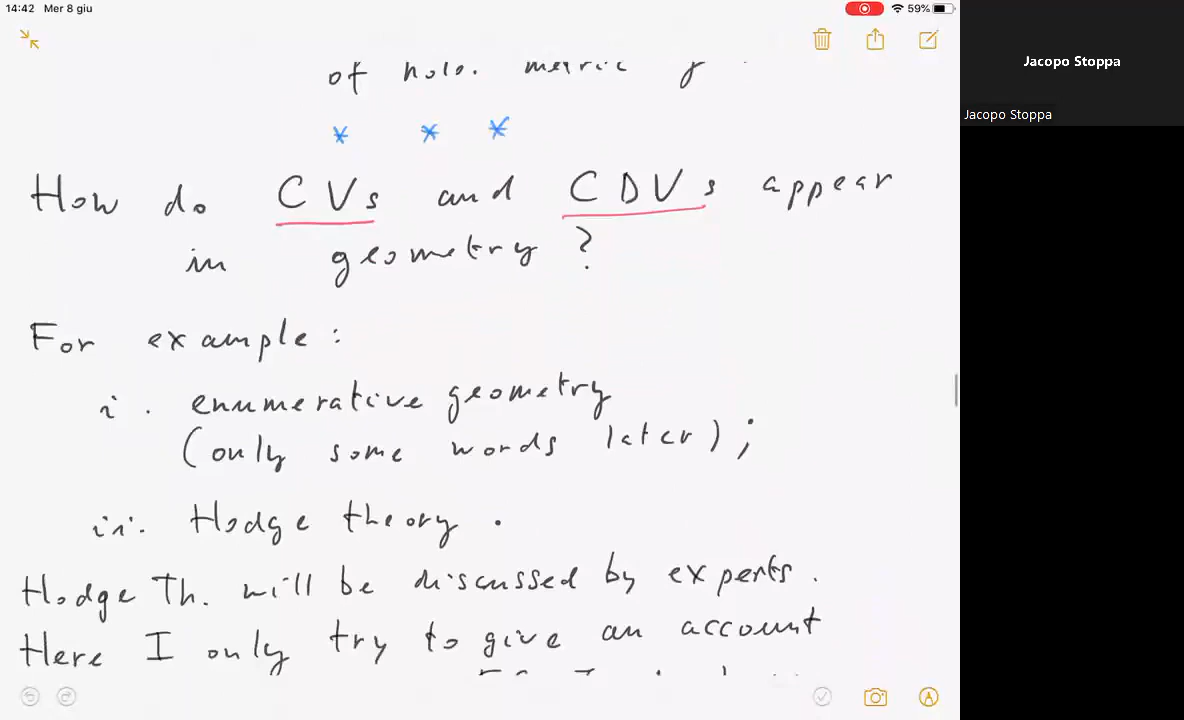 14:42 Mer 8 giu
59%
of holo. metric g
* * *
How do CVs and CDVs appear
in geometry ?
For example :
i. enumerative geometry
(only some words later) ;
ii. Hodge theory .
Hodge Th. will be discussed by experts .
Here I only try to give an account
Jacopo Stoppa
Jacopo Stoppa